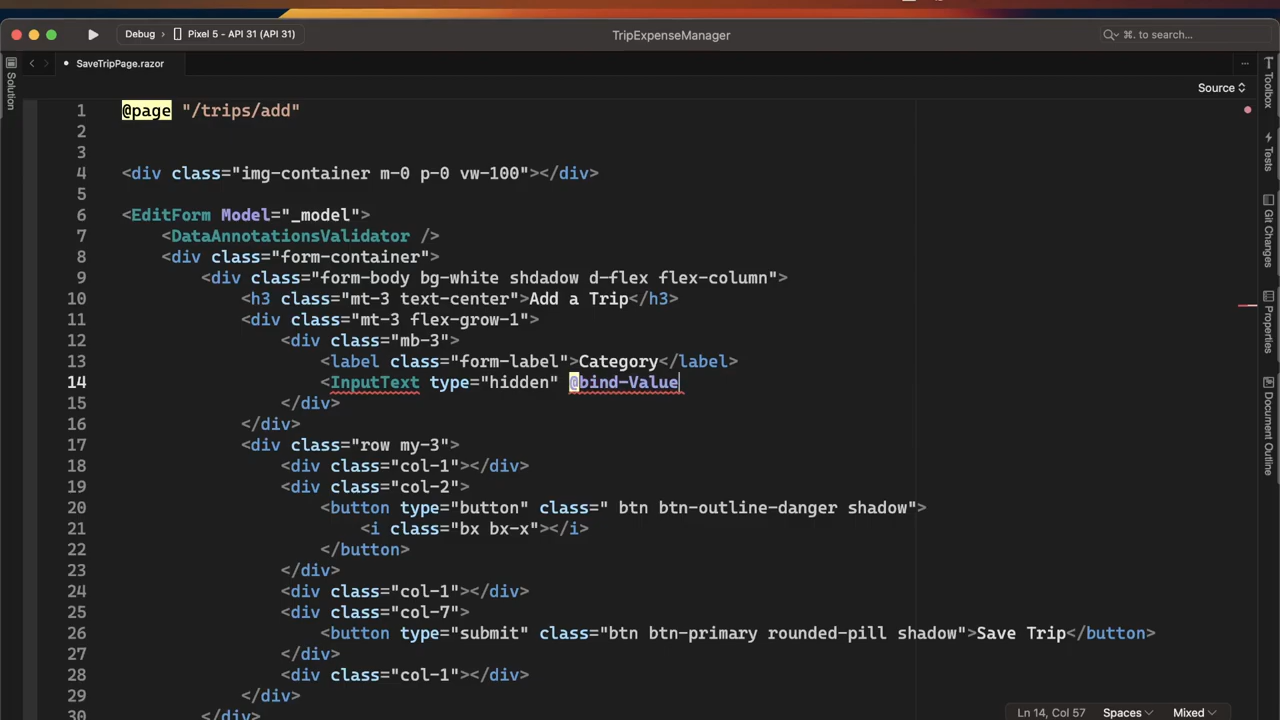 Debug › Pixel 5 - API 31 (API 31)
TripExpenseManager
⌘. to search...
SaveTripPage.razor
Source
Solution
Toolbox
Tests
Git Changes
Properties
Document Outline
1 @page "/trips/add"
2
3
4 <div class="img-container m-0 p-0 vw-100"></div>
5
6 <EditForm Model="_model">
7     <DataAnnotationsValidator />
8     <div class="form-container">
9         <div class="form-body bg-white shdadow d-flex flex-column">
10             <h3 class="mt-3 text-center">Add a Trip</h3>
11             <div class="mt-3 flex-grow-1">
12                 <div class="mb-3">
13                     <label class="form-label">Category</label>
14                     <InputText type="hidden" @bind-Value
15                 </div>
16             </div>
17             <div class="row my-3">
18                 <div class="col-1"></div>
19                 <div class="col-2">
20                     <button type="button" class=" btn btn-outline-danger shadow">
21                         <i class="bx bx-x"></i>
22                     </button>
23                 </div>
24                 <div class="col-1"></div>
25                 <div class="col-7">
26                     <button type="submit" class="btn btn-primary rounded-pill shadow">Save Trip</button>
27                 </div>
28                 <div class="col-1"></div>
29             </div>
30         </div>
Ln 14, Col 57 Spaces Mixed